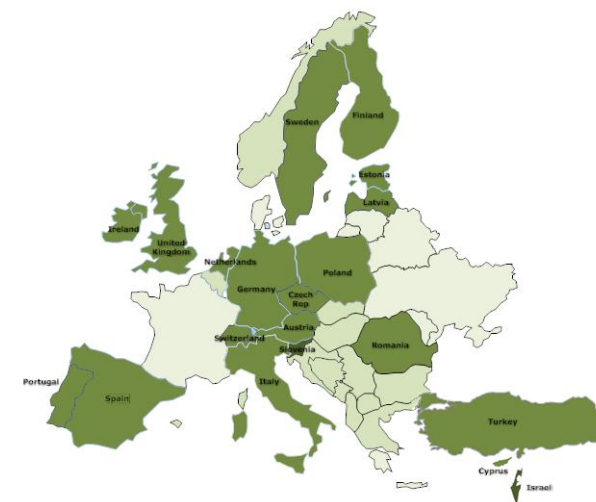 Finland
Sweden
Estonia
Latvia
Ireland
United
Kingdom
Netherlands
Poland
Germany
Czech
Rep
Austria
Switzerland
Slovenia
Romania
Portugal
Spain
Italy
Turkey
Cyprus
Israel